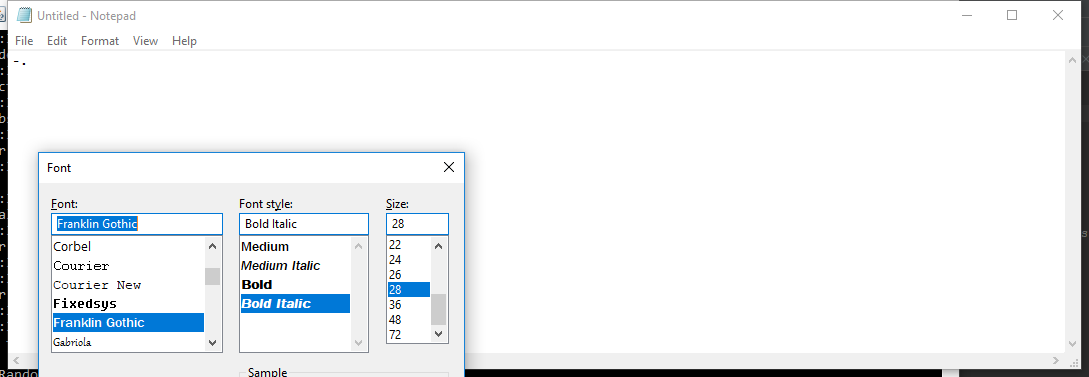 Untitled - Notepad
File Edit Format View Help
-.
Font
Font: Font style: Size:
Franklin Gothic Bold Italic 28
Corbel Medium 22
Courier Medium Italic 24
Courier New Bold 26
Fixedsys Bold Italic 28
Franklin Gothic 36
Gabriola 48
72
Sample
Rando